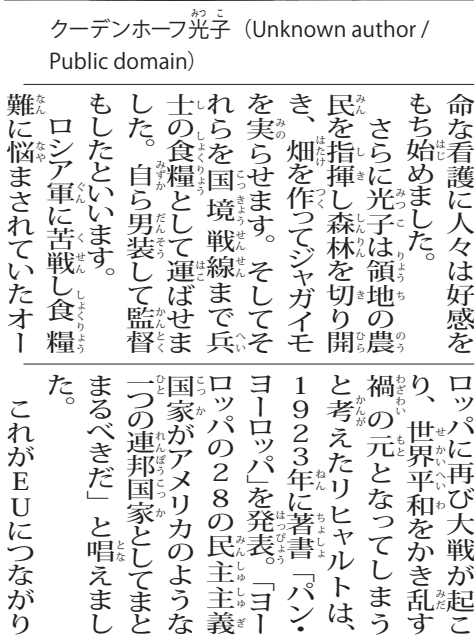 クーデンホーフ光子（Unknown author /
Public domain）
命な看護に人々は好感を
もち始めました。
さらに光子は領地の農
民を指揮し森林を切り開
き、畑を作ってジャガイモ
を実らせます。そしてそ
れらを国境戦線まで兵
士の食糧として運ばせま
した。自ら男装して監督
もしたといいます。
ロシア軍に苦戦し食糧
難に悩まされていたオー
ロッパに再び大戦が起こ
り、世界平和をかき乱す
禍の元となってしまう
と考えたリヒャルトは、
1923年に著書「パン・
ヨーロッパ」を発表。「ヨー
ロッパの28の民主主義
国家がアメリカのような
一つの連邦国家としてまと
まるべきだ」と唱えまし
た。
これがEUにつながり